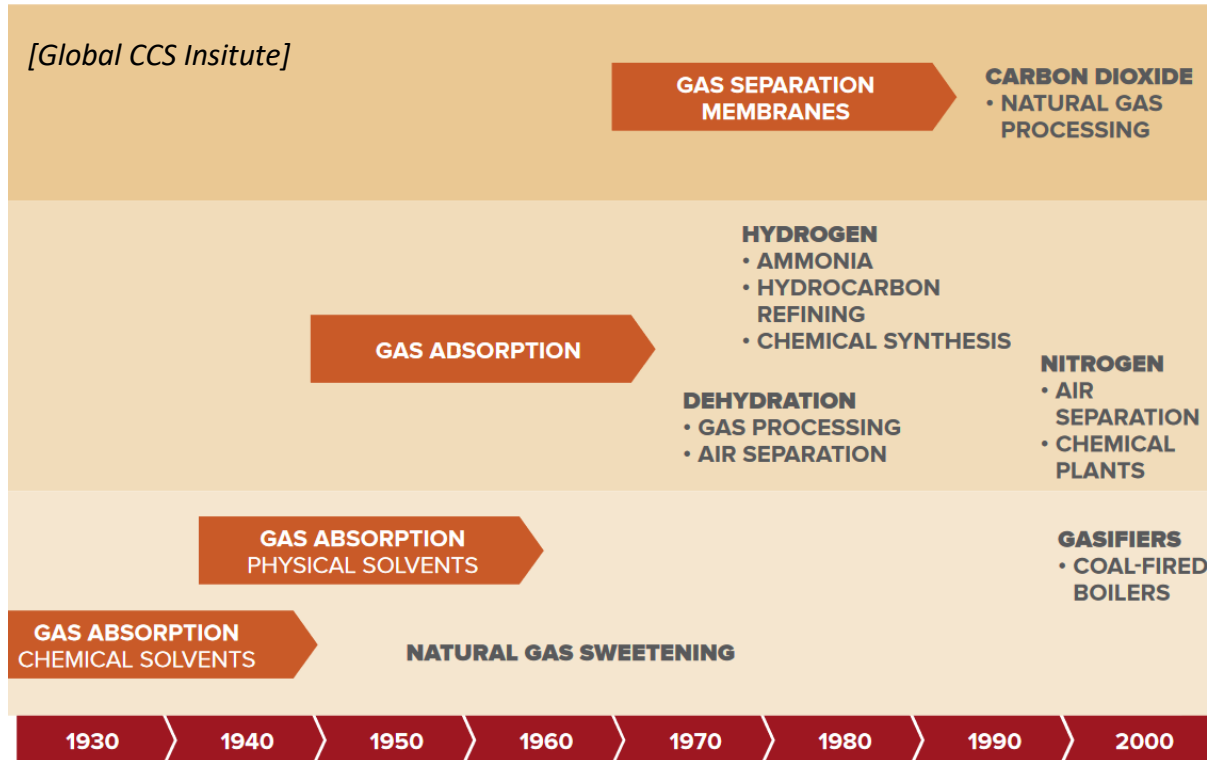 [Global CCS Insitute]
GAS SEPARATION
MEMBRANES
CARBON DIOXIDE
• NATURAL GAS
PROCESSING
HYDROGEN
• AMMONIA
• HYDROCARBON
REFINING
• CHEMICAL SYNTHESIS
GAS ADSORPTION
NITROGEN
• AIR
SEPARATION
• CHEMICAL
PLANTS
DEHYDRATION
• GAS PROCESSING
• AIR SEPARATION
GAS ABSORPTION
PHYSICAL SOLVENTS
GASIFIERS
• COAL-FIRED
BOILERS
GAS ABSORPTION
CHEMICAL SOLVENTS
NATURAL GAS SWEETENING
1930 1940 1950 1960 1970 1980 1990 2000